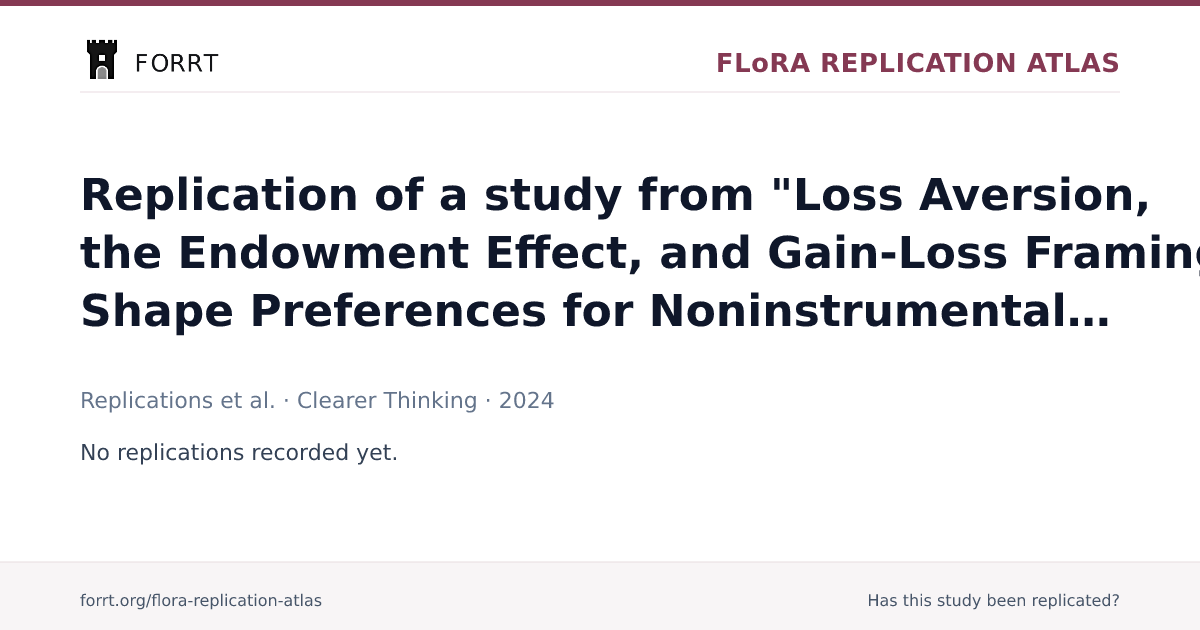 FORRT
FLoRA REPLICATION ATLAS
Replication of a study from "Loss Aversion,
the Endowment Effect, and Gain-Loss Framing
Shape Preferences for Noninstrumental...
Replications et al. · Clearer Thinking · 2024
No replications recorded yet.
forrt.org/flora-replication-atlas
Has this study been replicated?